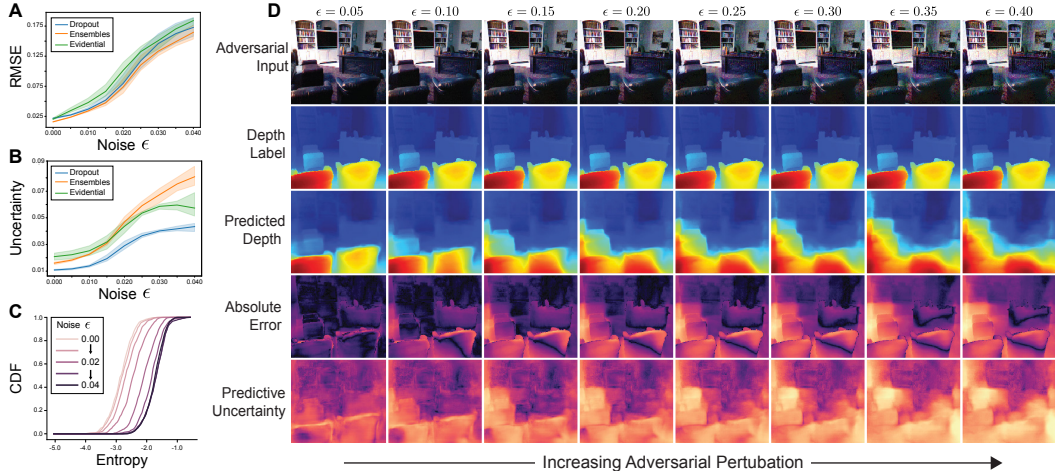 A
Dropout
Ensembles
Evidential
RMSE
0.175
0.125
0.075
0.025
0.000
0.010
0.020
0.030
0.040
Noise ϵ
B
Dropout
Ensembles
Evidential
Uncertainty
0.09
0.07
0.05
0.03
0.01
0.000
0.010
0.020
0.030
0.040
Noise ϵ
C
Noise ϵ
0.00
0.02
0.04
CDF
1.0
0.8
0.6
0.4
0.2
0.0
-5.0
-4.0
-3.0
-2.0
-1.0
Entropy
D
ϵ = 0.05
ϵ = 0.10
ϵ = 0.15
ϵ = 0.20
ϵ = 0.25
ϵ = 0.30
ϵ = 0.35
ϵ = 0.40
Adversarial
Input
Depth
Label
Predicted
Depth
Absolute
Error
Predictive
Uncertainty
Increasing Adversarial Pertubation